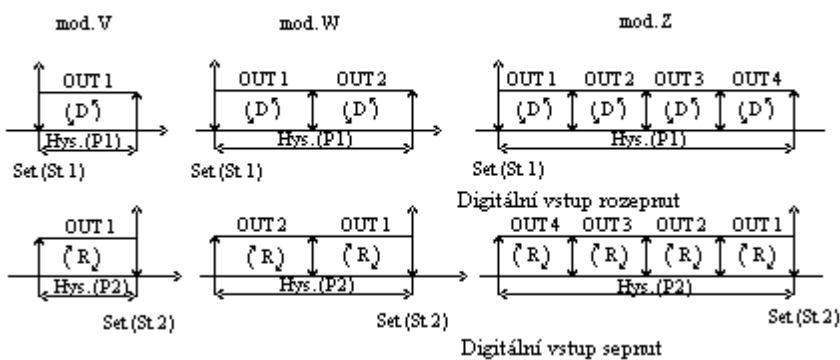 mod. V mod. W mod. Z
OUT 1 OUT 1 OUT 2 OUT 1 OUT 2 OUT 3 OUT 4
(D) (D) (D) (D) (D) (D) (D)
Hys.(P1) Hys.(P1) Hys.(P1)
Set (St. 1) Set (St. 1) Set (St. 1)
Digitální vstup rozepnut
OUT 1 OUT 2 OUT 1 OUT 4 OUT 3 OUT 2 OUT 1
(R) (R) (R) (R) (R) (R) (R)
Hys.(P2) Hys.(P2) Hys.(P2)
Set (St. 2) Set (St. 2) Set (St. 2)
Digitální vstup sepnut